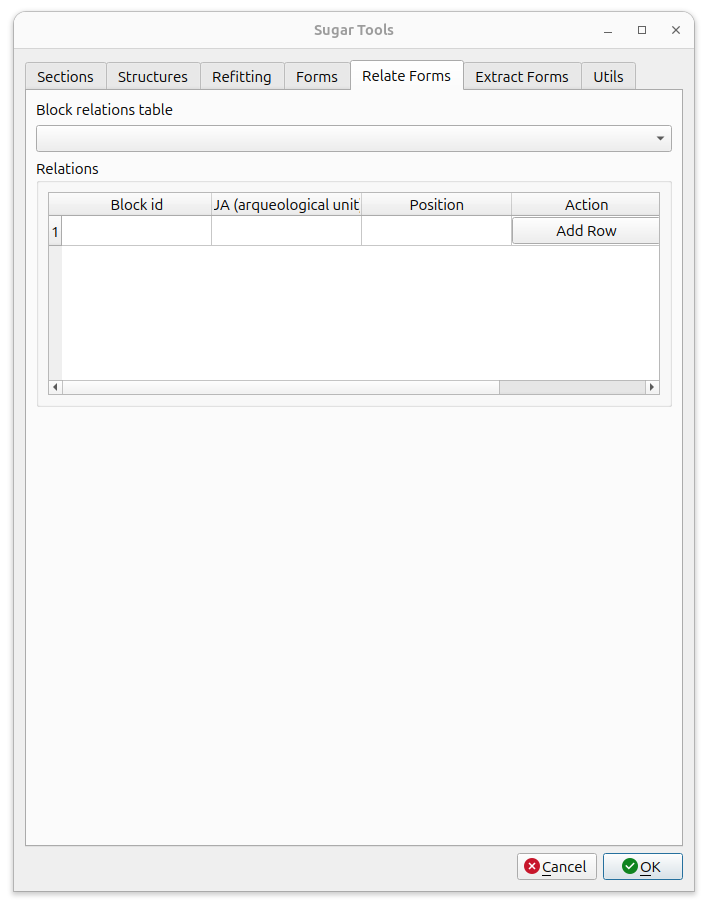 Sugar Tools
Sections Structures Refitting Forms Relate Forms Extract Forms Utils
Block relations table
Relations
Block id JA (arqueological unit Position Action
1 Add Row
Cancel OK